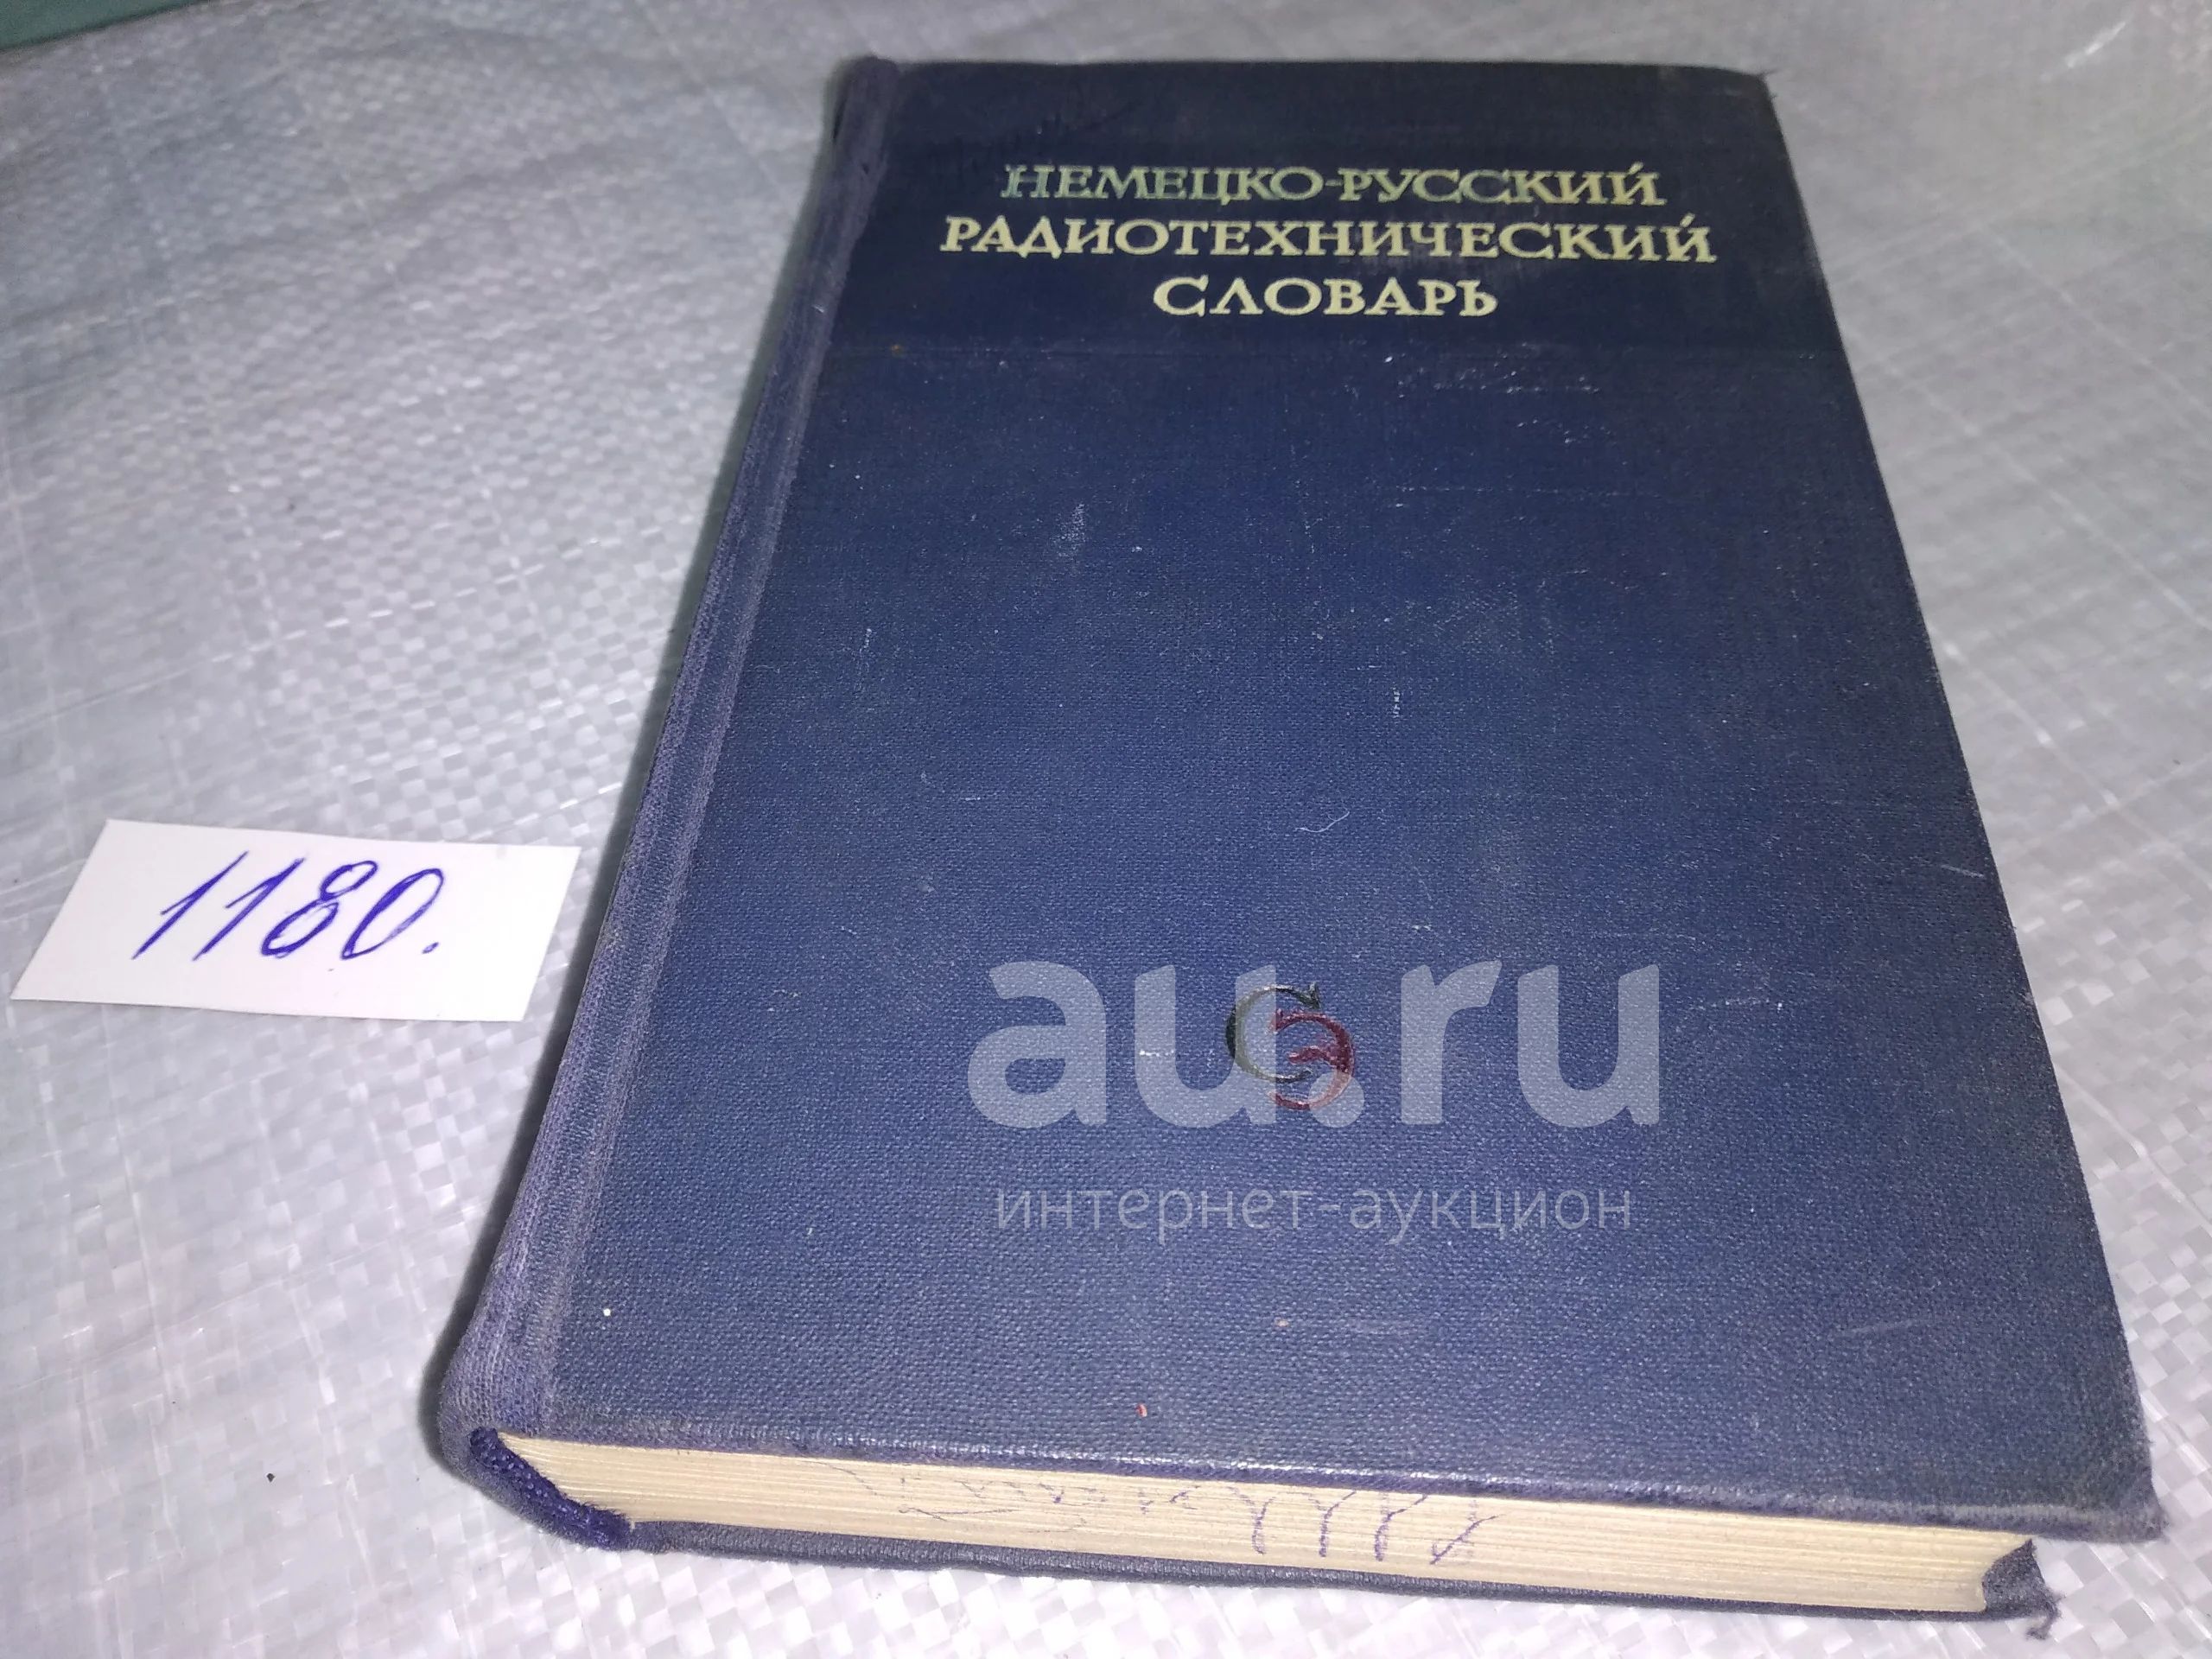 НЕМЕЦКО-РУССКИЙ
РАДИОТЕХНИЧЕСКИЙ
СЛОВАРЬ
1180.
au.ru
интернет-аукцион